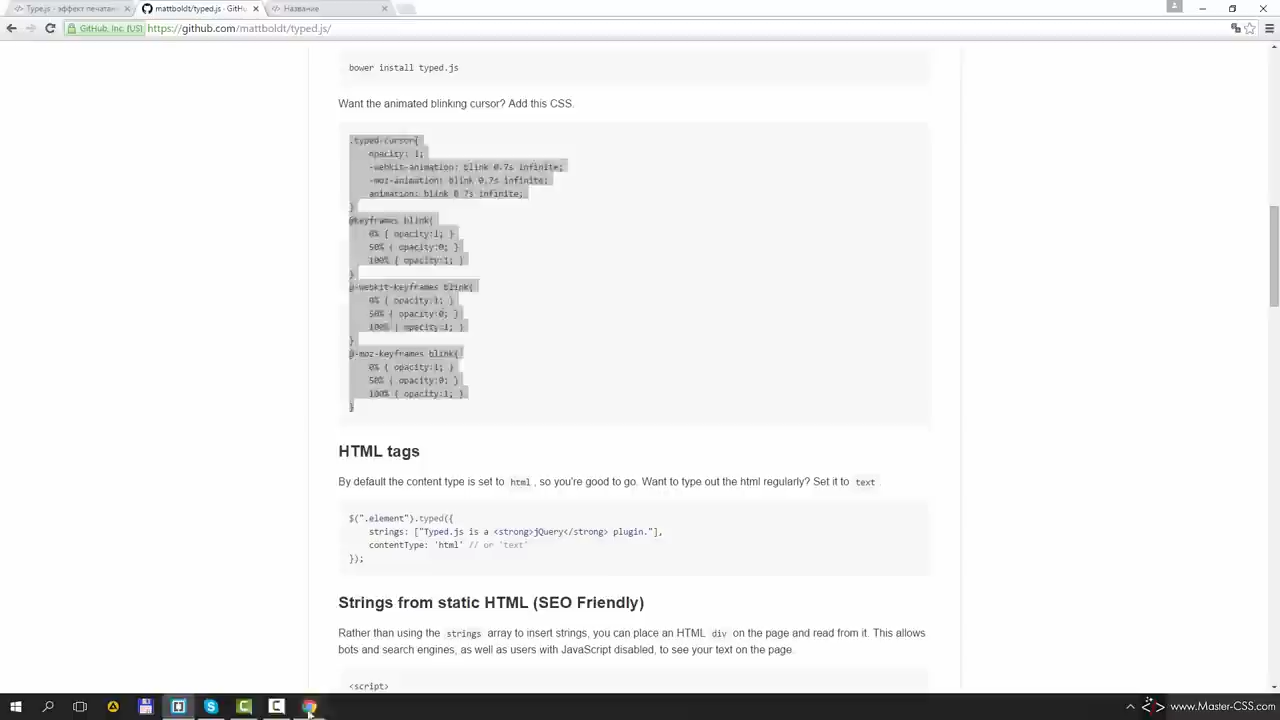 Type.js - эффект печатани
mattboldt/typed.js · GitHu
Название
GitHub, Inc. [US]
https://github.com/mattboldt/typed.js/
bower install typed.js
Want the animated blinking cursor? Add this CSS.
.typed-cursor{
opacity: 1;
-webkit-animation: blink 0.7s infinite;
-moz-animation: blink 0.7s infinite;
animation: blink 0.7s infinite;
}
@keyframes blink{
0% { opacity:1; }
50% { opacity:0; }
100% { opacity:1; }
}
@-webkit-keyframes blink{
0% { opacity:1; }
50% { opacity:0; }
100% { opacity:1; }
}
@-moz-keyframes blink{
0% { opacity:1; }
50% { opacity:0; }
100% { opacity:1; }
}
HTML tags
By default the content type is set to html , so you're good to go. Want to type out the html regularly? Set it to text .
$(".element").typed({
strings: ["Typed.js is a <strong>jQuery</strong> plugin."],
contentType: 'html' // or 'text'
});
Strings from static HTML (SEO Friendly)
Rather than using the strings array to insert strings, you can place an HTML div on the page and read from it. This allows
bots and search engines, as well as users with JavaScript disabled, to see your text on the page.
<script>
www.Master-CSS.com